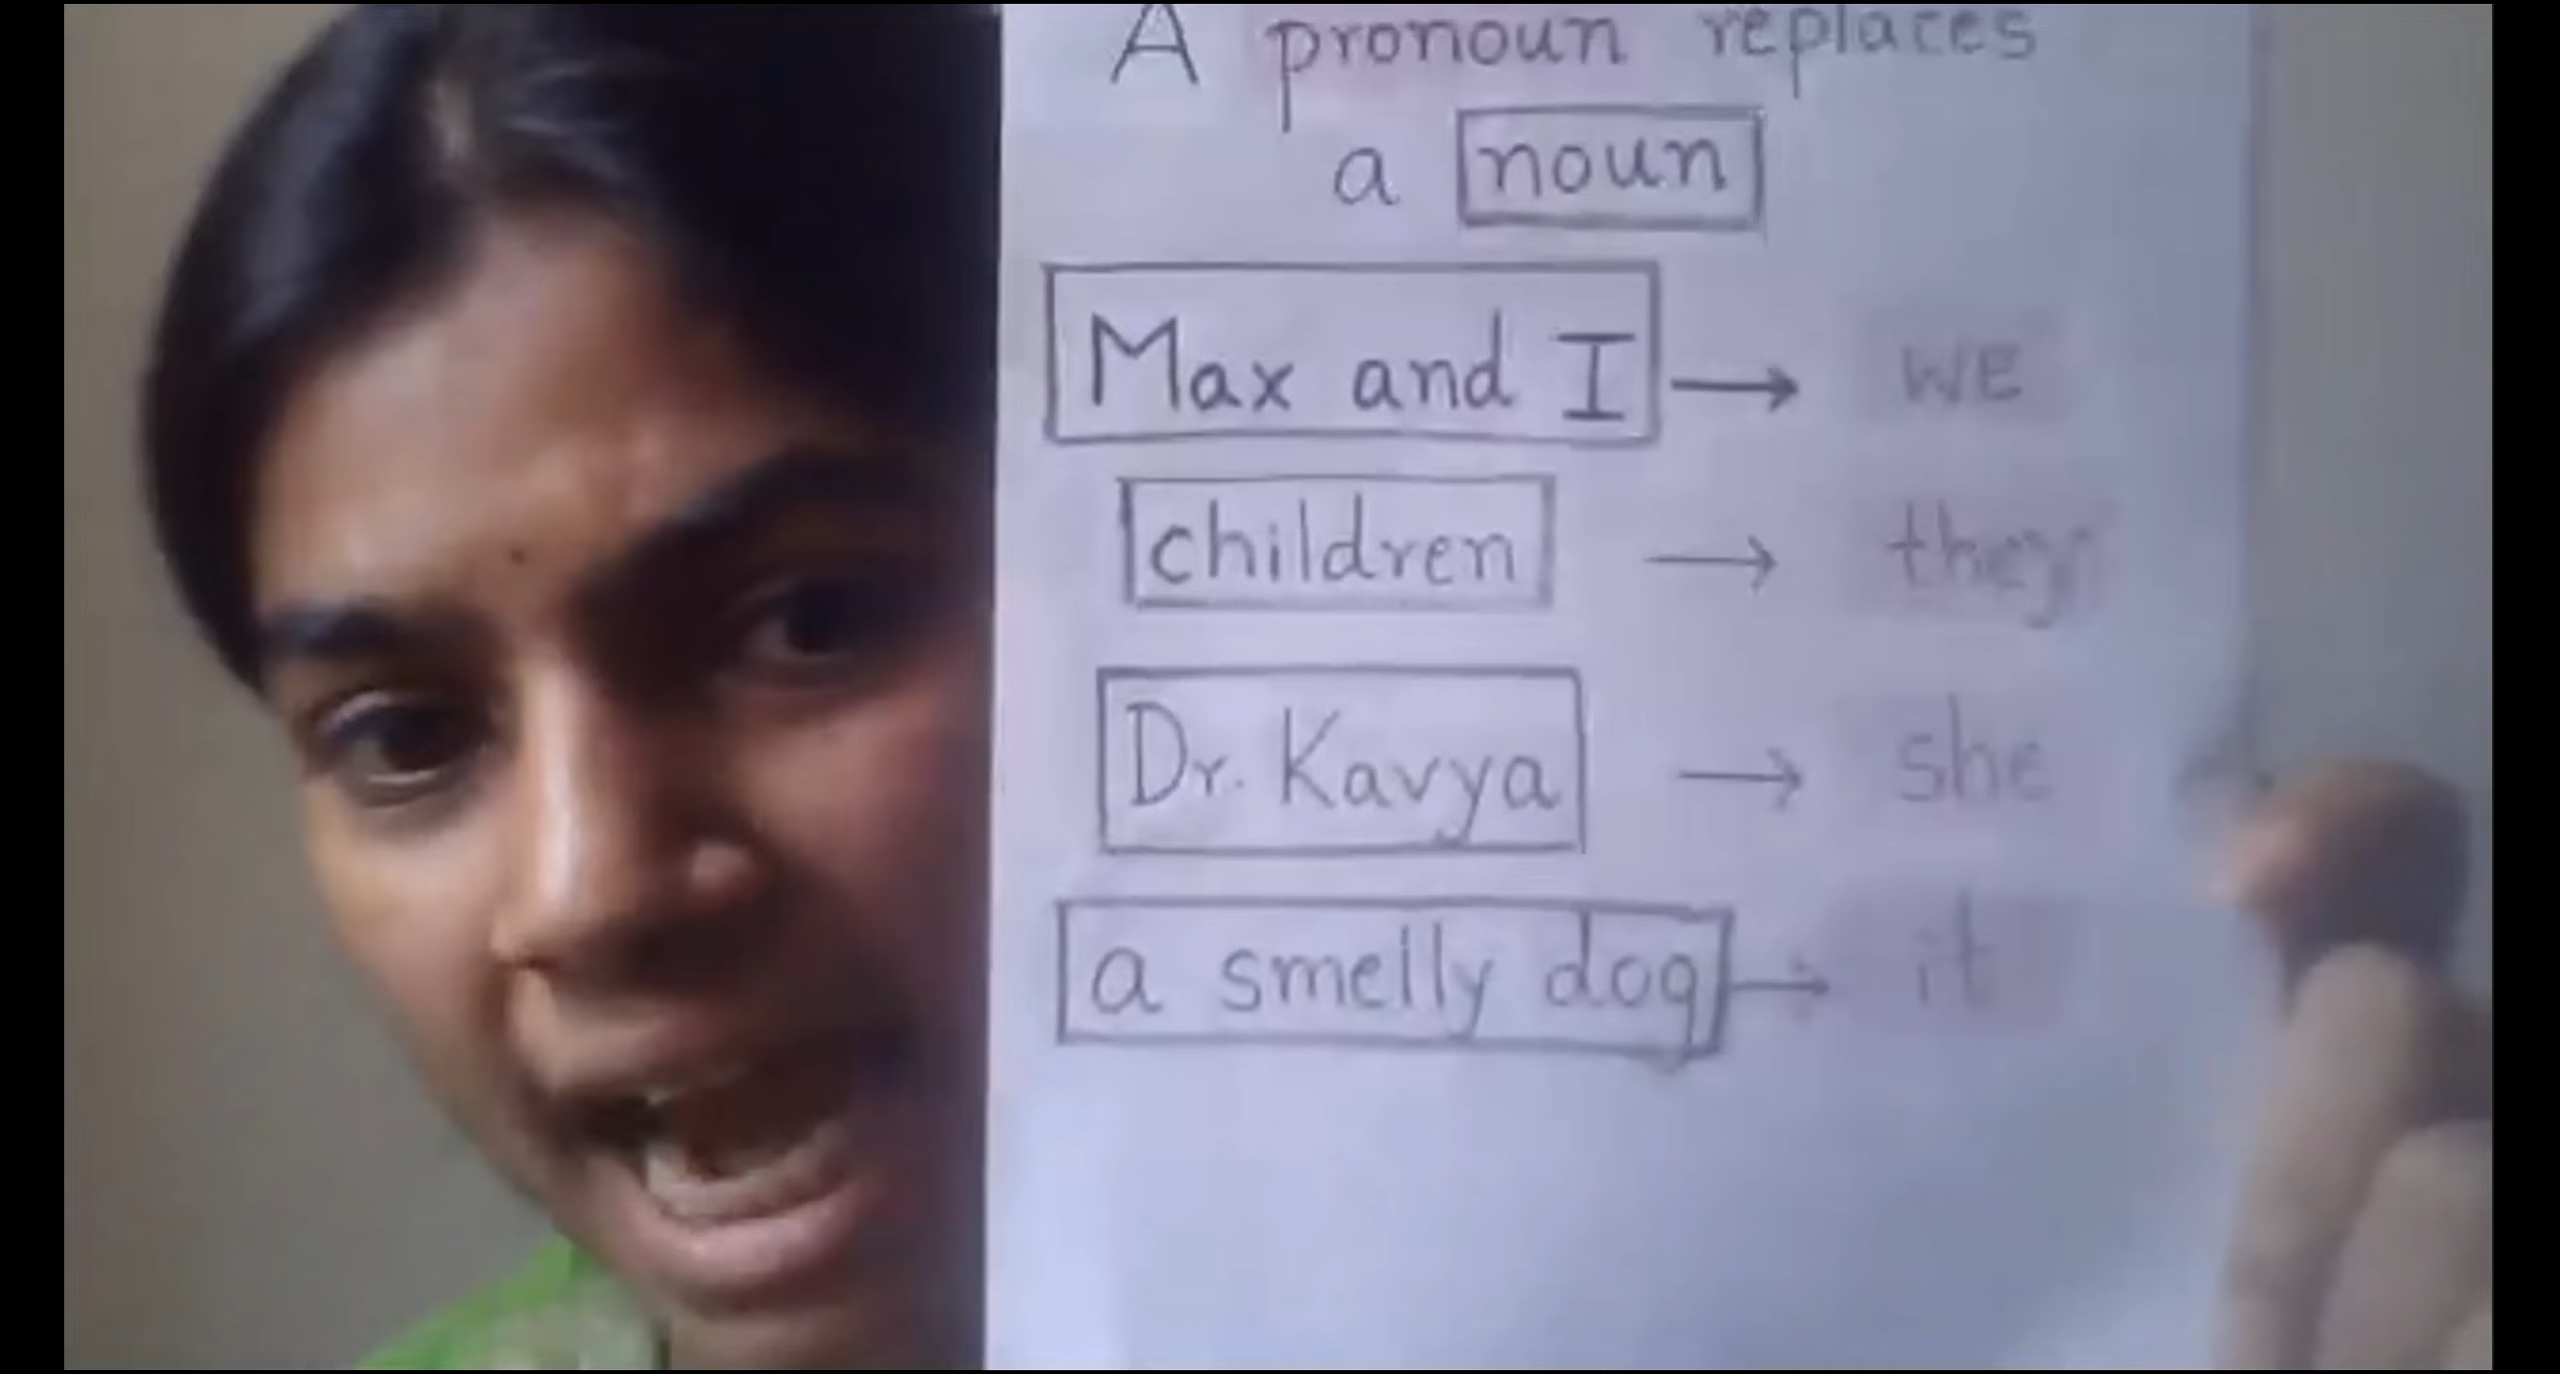 A pronoun replaces
a noun
Max and I → we
children → they
Dr. Kavya → she
a smelly dog → it